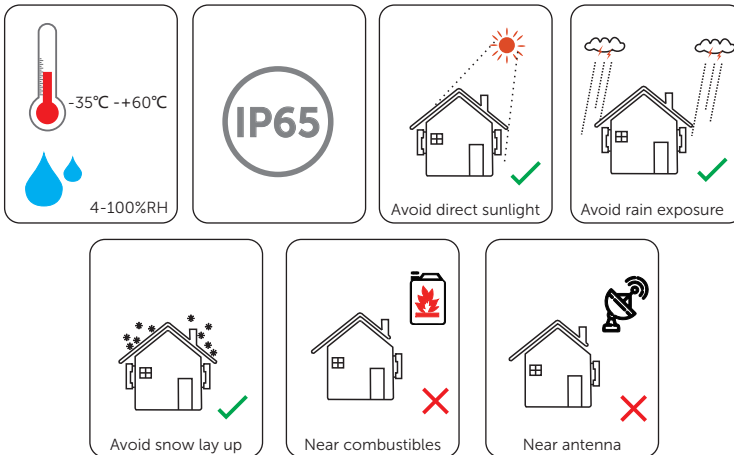 -35℃ -+60℃
4-100%RH
IP65
Avoid direct sunlight
Avoid rain exposure
Avoid snow lay up
Near combustibles
Near antenna